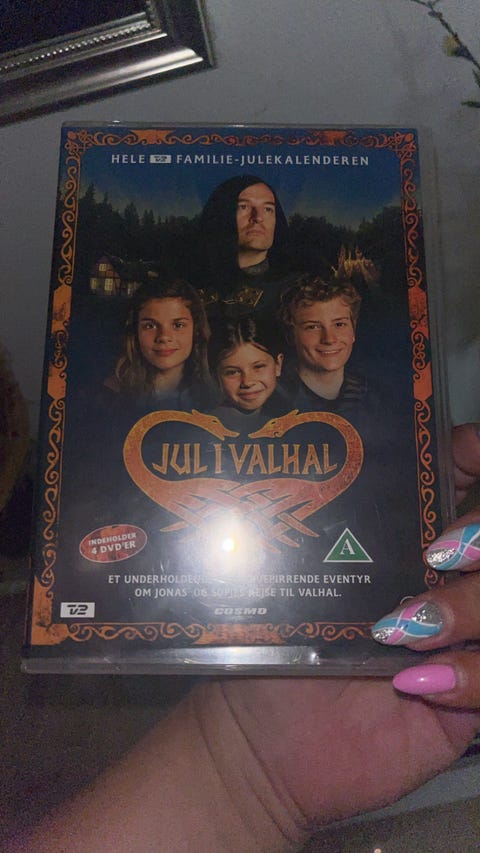 HELE TV2 FAMILIE-JULEKALENDEREN
JUL I VALHAL
INDEHOLDER
4 DVD'ER
A
ET
EVENTYR
OM JONAS OG SOFIES REJSE TIL VALHAL.
TV2
COSMO